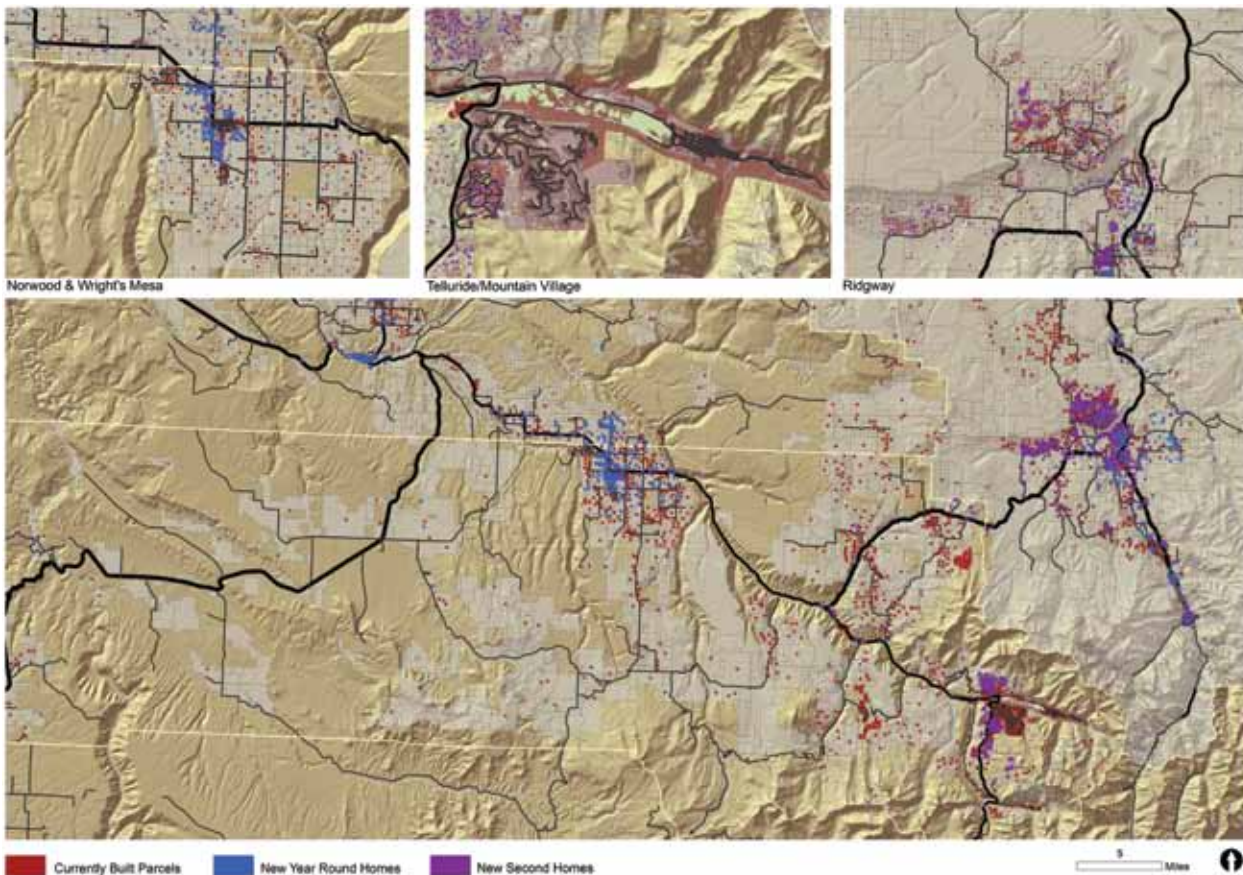 Norwood & Wright's Mesa
Telluride/Mountain Village
Ridgway
Currently Built Parcels
New Year Round Homes
New Second Homes
5
Miles